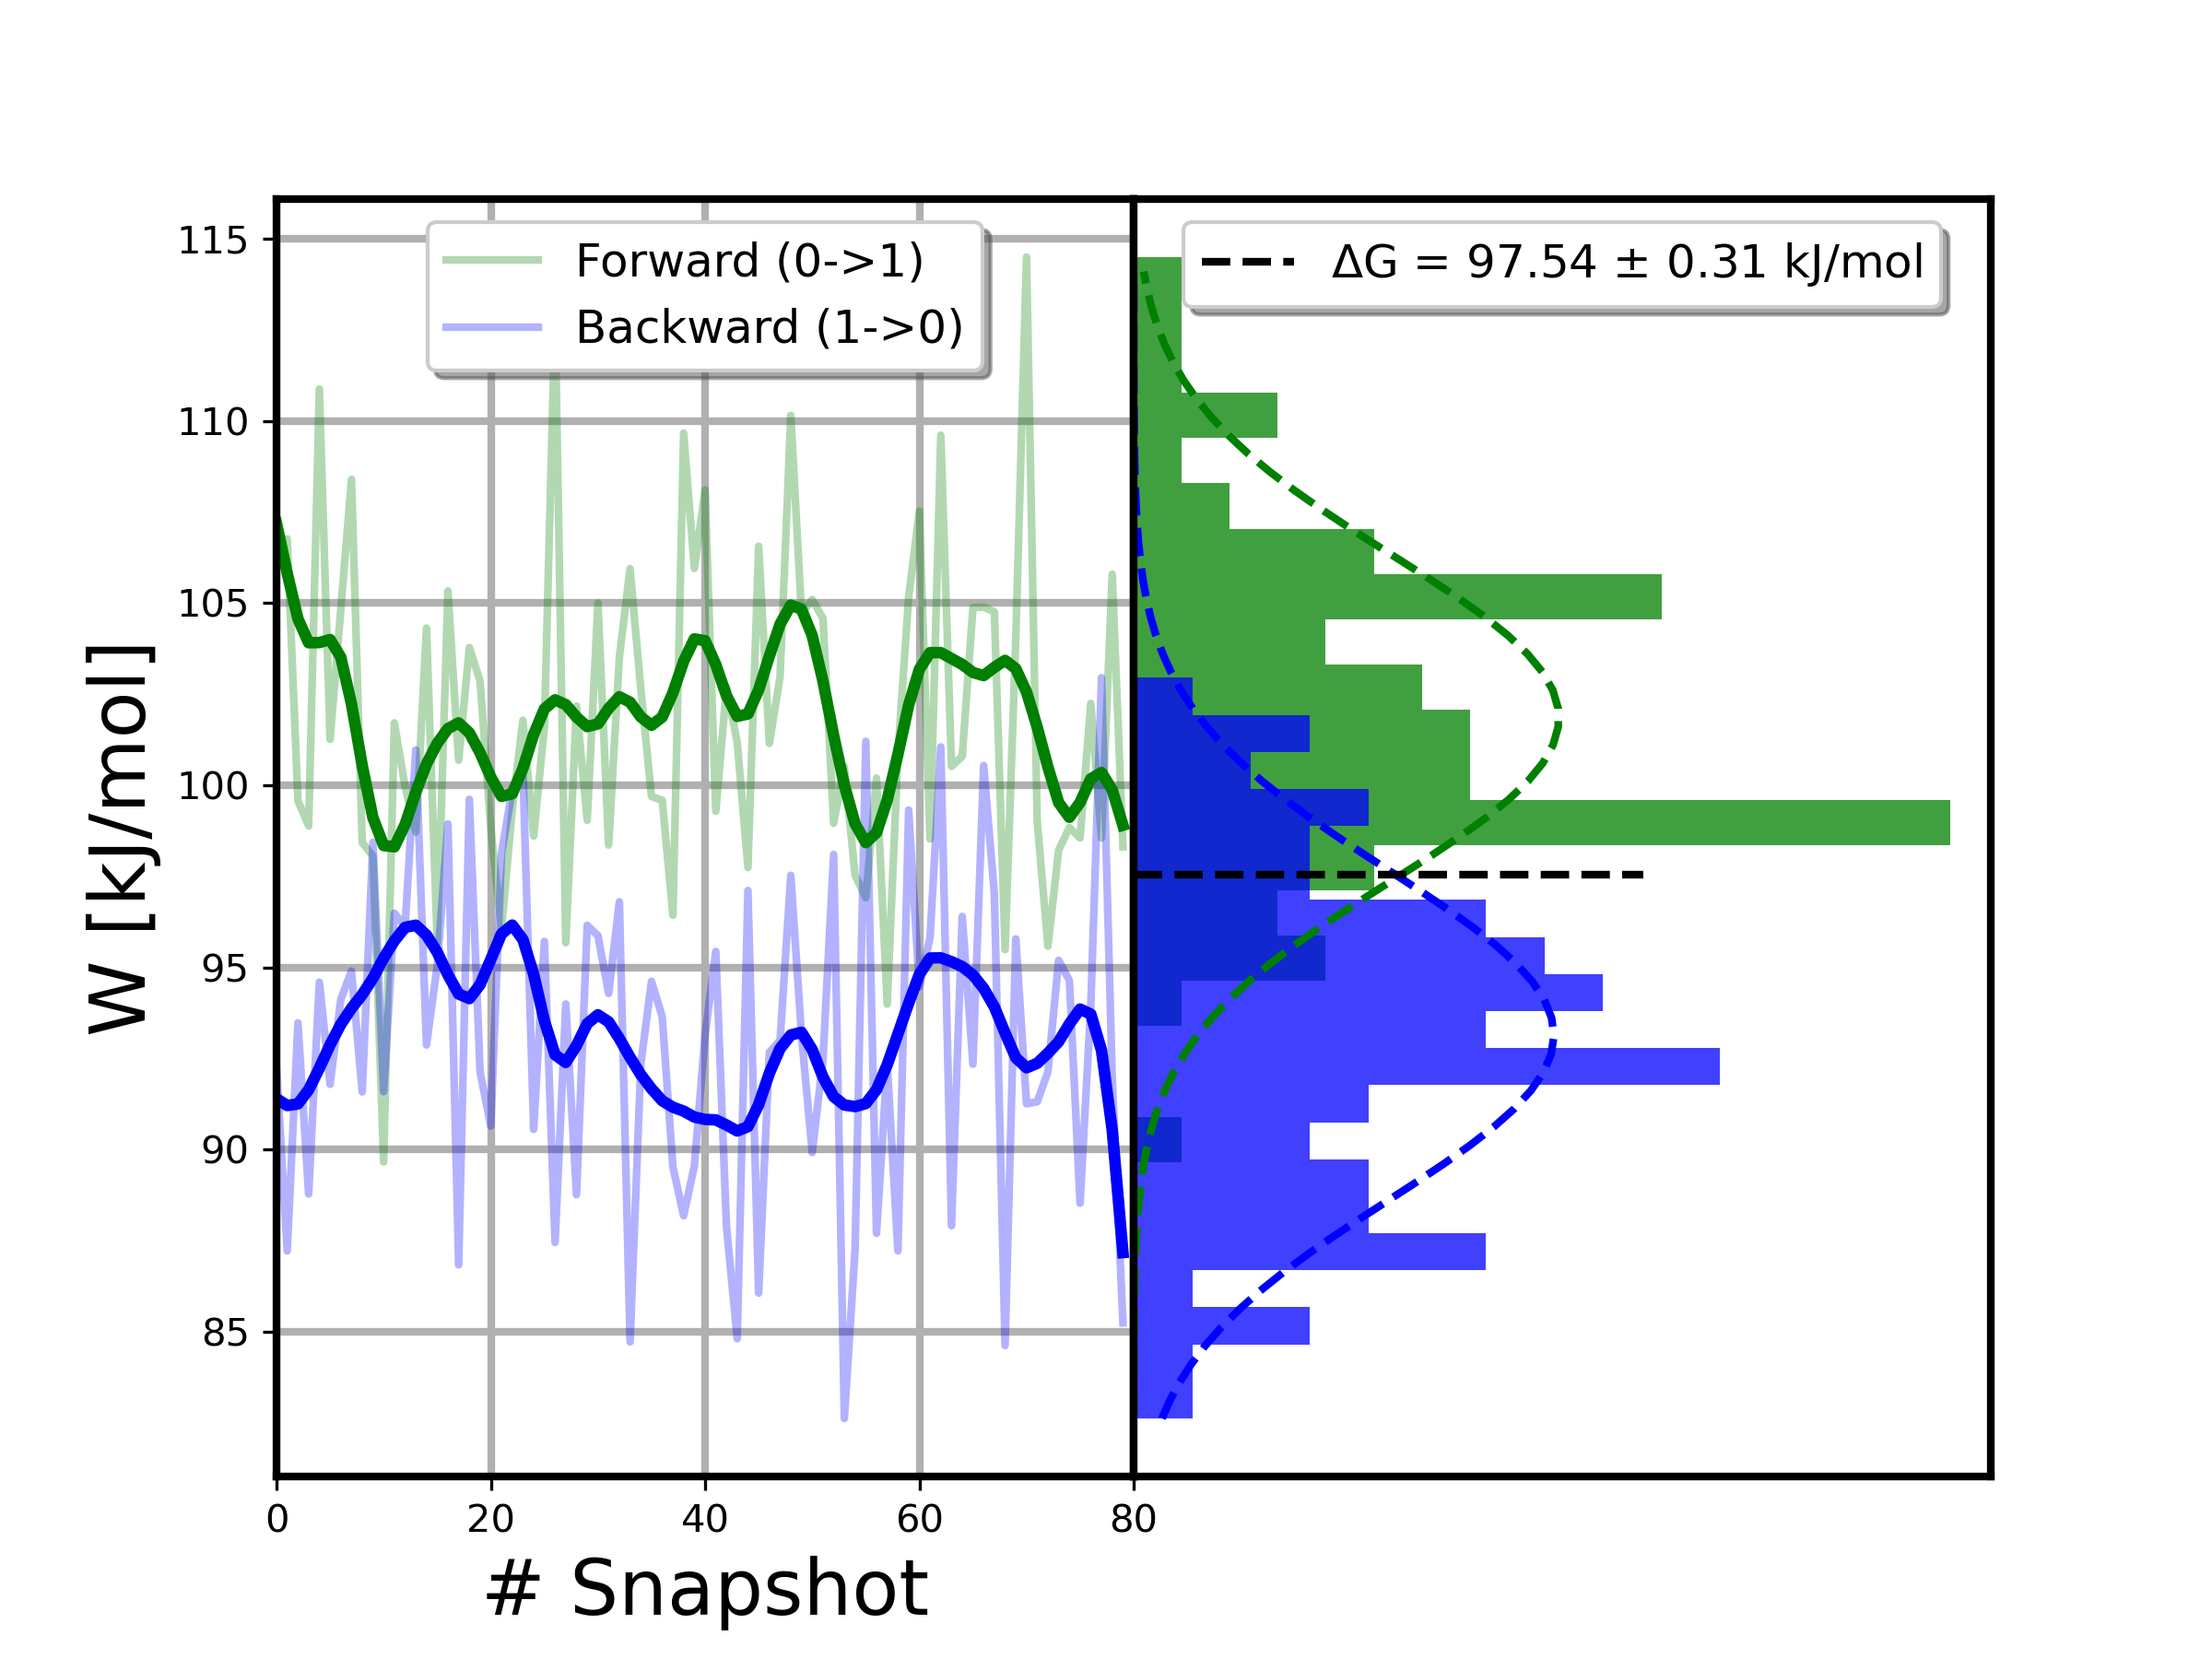 115
110
105
100
95
90
85
W [kJ/mol]
Forward (0->1)
Backward (1->0)
0
20
40
60
80
# Snapshot
ΔG = 97.54 ± 0.31 kJ/mol